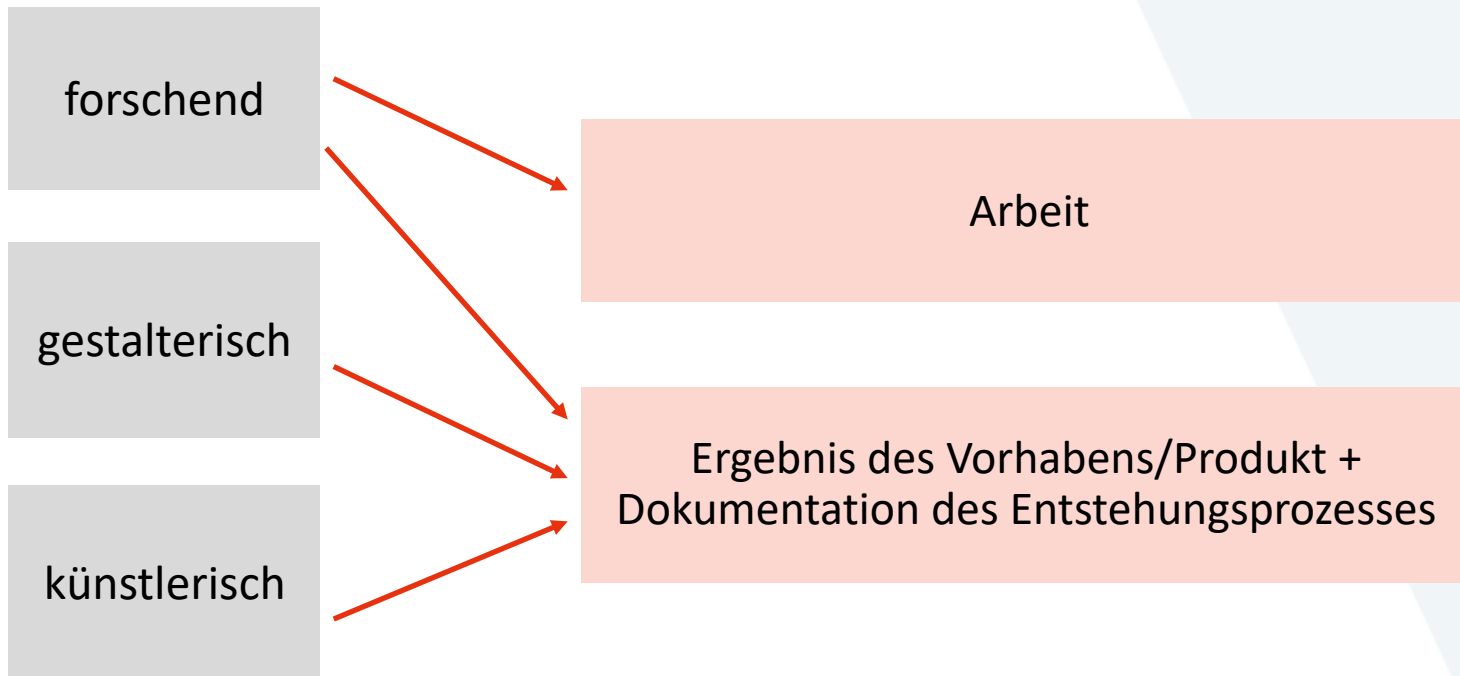 forschend
gestalterisch
künstlerisch
Arbeit
Ergebnis des Vorhabens/Produkt +
Dokumentation des Entstehungsprozesses